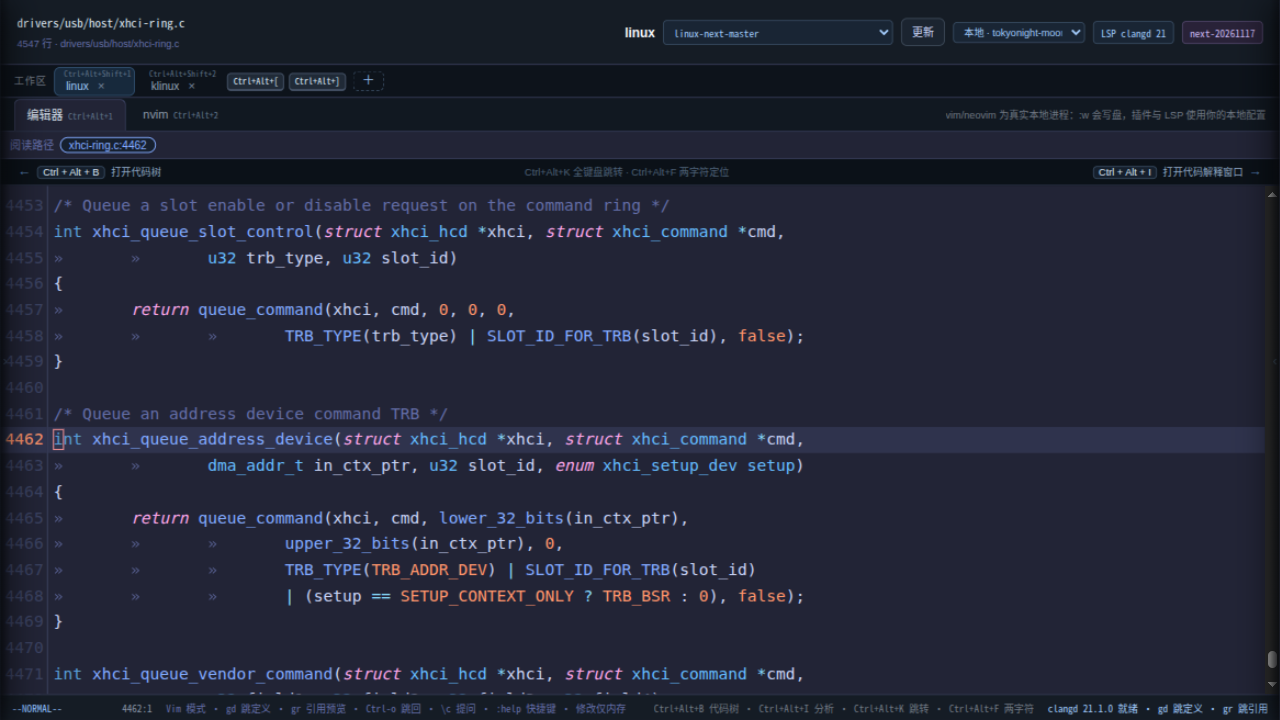 drivers/usb/host/xhci-ring.c
4547 行 · drivers/usb/host/xhci-ring.c
linux linux-next-master 更新 本地 · tokyonight-moo LSP clangd 21 next-20261117
工作区 Ctrl+Alt+Shift+1 linux × Ctrl+Alt+Shift+2 klinux × Ctrl+Alt+[ Ctrl+Alt+] +
编辑器 Ctrl+Alt+1 nvim Ctrl+Alt+2 vim/neovim 为真实本地进程：:w 会写盘，插件与 LSP 使用你的本地配置
阅读路径 xhci-ring.c:4462
← Ctrl + Alt + B 打开代码树 Ctrl+Alt+K 全键盘跳转 · Ctrl+Alt+F 两字符定位 Ctrl + Alt + I 打开代码解释窗口 →
4453 /* Queue a slot enable or disable request on the command ring */
4454 int xhci_queue_slot_control(struct xhci_hcd *xhci, struct xhci_command *cmd,
4455 » » u32 trb_type, u32 slot_id)
4456 {
4457 » return queue_command(xhci, cmd, 0, 0, 0,
4458 » » » TRB_TYPE(trb_type) | SLOT_ID_FOR_TRB(slot_id), false);
4459 }
4460
4461 /* Queue an address device command TRB */
4462 int xhci_queue_address_device(struct xhci_hcd *xhci, struct xhci_command *cmd,
4463 » » dma_addr_t in_ctx_ptr, u32 slot_id, enum xhci_setup_dev setup)
4464 {
4465 » return queue_command(xhci, cmd, lower_32_bits(in_ctx_ptr),
4466 » » » upper_32_bits(in_ctx_ptr), 0,
4467 » » » TRB_TYPE(TRB_ADDR_DEV) | SLOT_ID_FOR_TRB(slot_id)
4468 » » » | (setup == SETUP_CONTEXT_ONLY ? TRB_BSR : 0), false);
4469 }
4470
4471 int xhci_queue_vendor_command(struct xhci_hcd *xhci, struct xhci_command *cmd,
--NORMAL-- 4462:1 Vim 模式 · gd 跳定义 · gr 引用预览 · Ctrl-o 跳回 · \c 提问 · :help 快捷键 · 修改仅内存 Ctrl+Alt+B 代码树 · Ctrl+Alt+I 分析 · Ctrl+Alt+K 跳转 · Ctrl+Alt+F 两字符 clangd 21.1.0 就绪 · gd 跳定义 · gr 跳引用